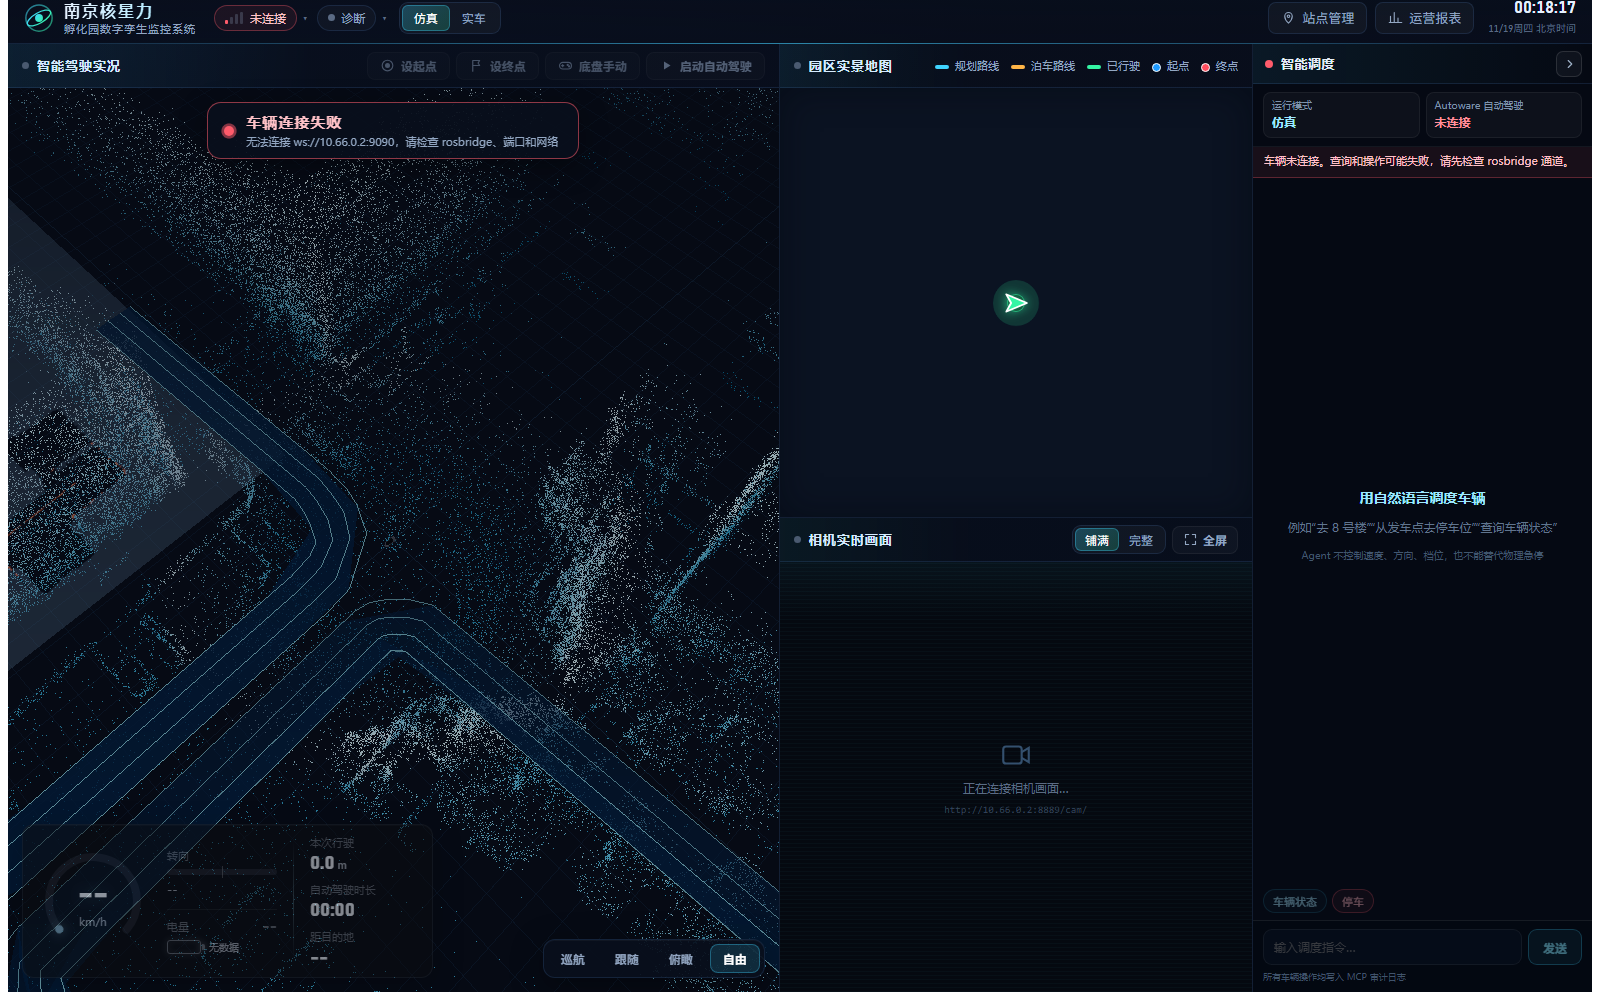 南京核星力
孵化园数字孪生监控系统
未连接
诊断
仿真
实车
站点管理
运营报表
00:18:17
11/19周四 北京时间
智能驾驶实况
设起点
设终点
底盘手动
启动自动驾驶
车辆连接失败
无法连接 ws://10.66.0.2:9090，请检查 rosbridge、端口和网络
转向
--
电量
--
无数据
-- km/h
本次行驶
0.0 m
自动驾驶时长
00:00
距目的地
--
巡航
跟随
俯瞰
自由
园区实景地图
规划路线
泊车路线
已行驶
起点
终点
相机实时画面
铺满
完整
全屏
正在连接相机画面...
http://10.66.0.2:8889/cam/
智能调度
运行模式
仿真
Autoware 自动驾驶
未连接
车辆未连接。查询和操作可能失败，请先检查 rosbridge 通道。
用自然语言调度车辆
例如“去 8 号楼”“从发车点去停车位”“查询车辆状态”
Agent 不控制速度、方向、档位，也不能替代物理急停
车辆状态
停车
输入调度指令...
发送
所有车辆操作均写入 MCP 审计日志